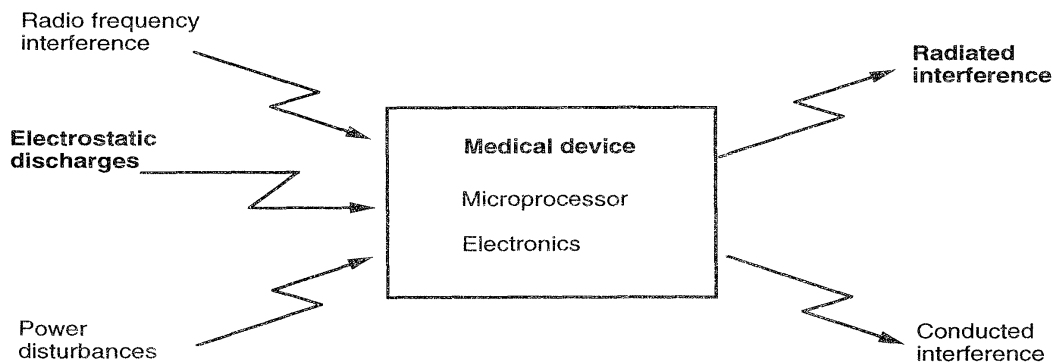 Radio frequency
interference
Electrostatic
discharges
Power
disturbances
Medical device
Microprocessor
Electronics
Radiated
interference
Conducted
interference